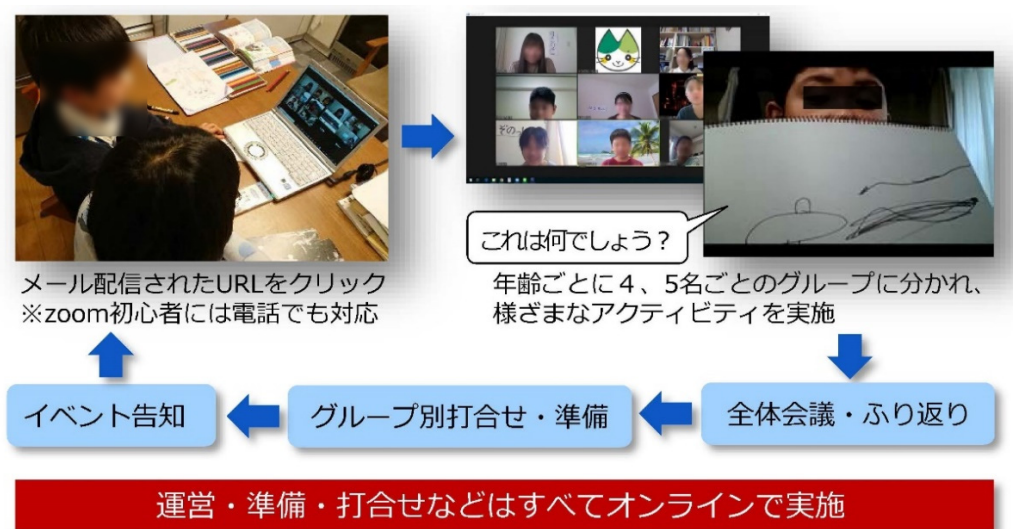 これは何でしょう？
メール配信されたURLをクリック
※zoom初心者には電話でも対応
年齢ごとに４、5名ごとのグループに分かれ、
様ざまなアクティビティを実施
イベント告知
グループ別打合せ・準備
全体会議・ふり返り
運営・準備・打合せなどはすべてオンラインで実施